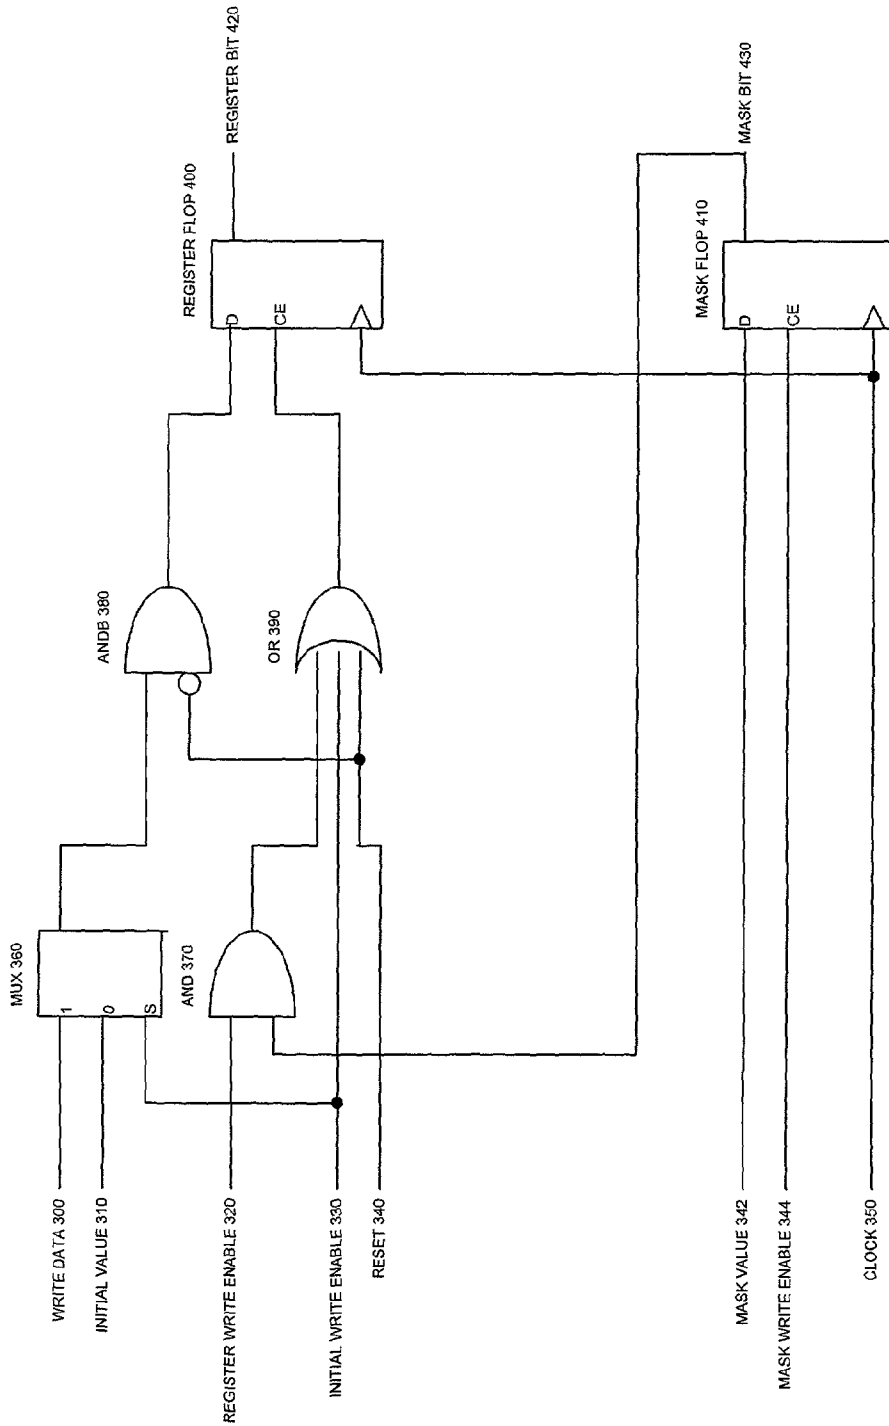 WRITE DATA 300
INITIAL VALUE 310
REGISTER WRITE ENABLE 320
INITIAL WRITE ENABLE 330
RESET 340
MASK VALUE 342
MASK WRITE ENABLE 344
CLOCK 350
MUX 360
1
0
S
AND 370
ANDB 380
OR 390
REGISTER FLOP 400
D
CE
REGISTER BIT 420
MASK FLOP 410
D
CE
MASK BIT 430